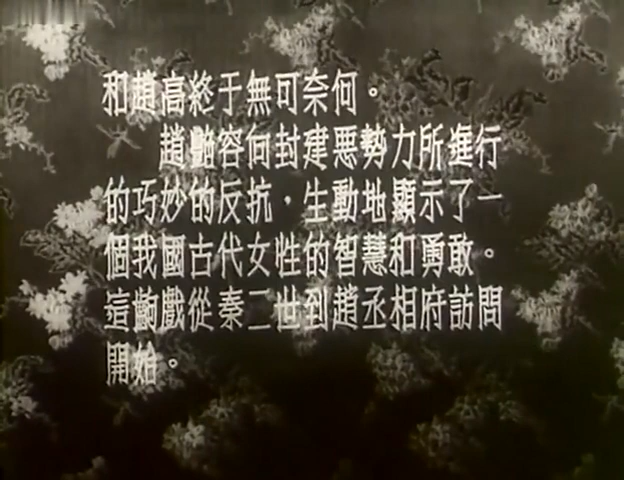 和趙高終于無可奈何。
趙艷容向封建惡勢力所進行
的巧妙的反抗，生動地顯示了一
個我國古代女性的智慧和勇敢。
這齣戲從秦二世到趙丞相府訪問
開始。